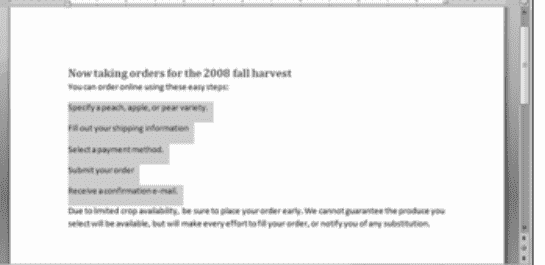 Now taking orders for the 2008 fall harvest
You can order online using these easy steps:
Specify a peach, apple, or pear variety.
Fill out your shipping information
Select a payment method.
Submit your order
Receive a confirmation e-mail.
Due to limited crop availability, be sure to place your order early. We cannot guarantee the produce you
select will be available, but will make every effort to fill your order, or notify you of any substitution.